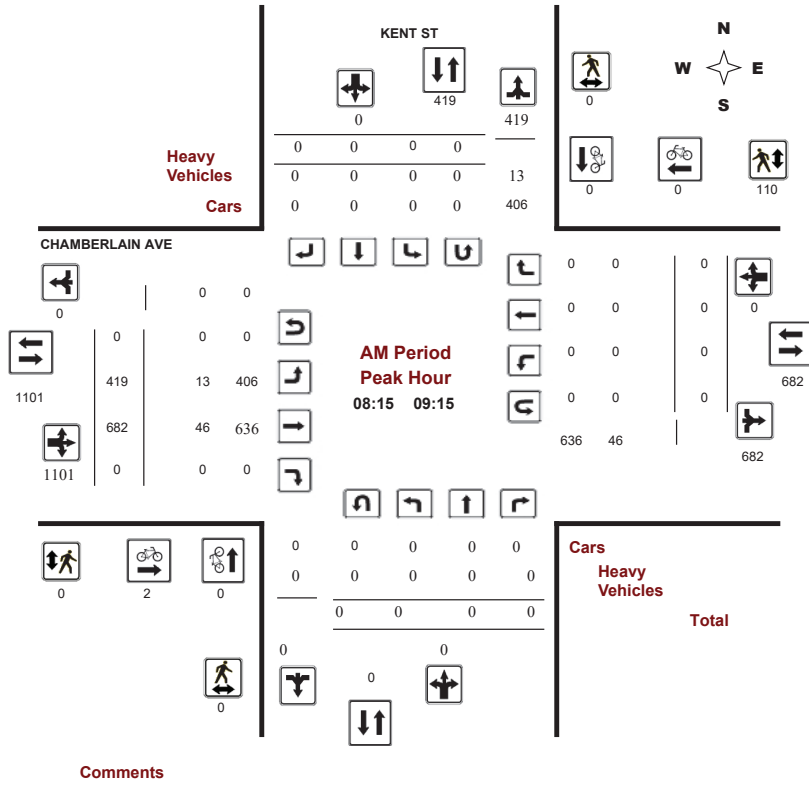 KENT ST
N
W E
S
419
0
0 419
0 0 0 0
Heavy
Vehicles
0 0 0 0 13
Cars
0 0 0 0 406
0 0 110
CHAMBERLAIN AVE
0 0 0 0 0
0 0
0 0 0 0 0 0
AM Period
Peak Hour
419 13 406 0 0 0
1101 682
08:15 09:15
682 46 636 0 0 0
636 46
1101 0 0 0 682
0 0 0 0 0
Cars
0 0 0 0 0
Heavy
Vehicles
0 2 0
0 0 0 0
Total
0 0
0
0
Comments